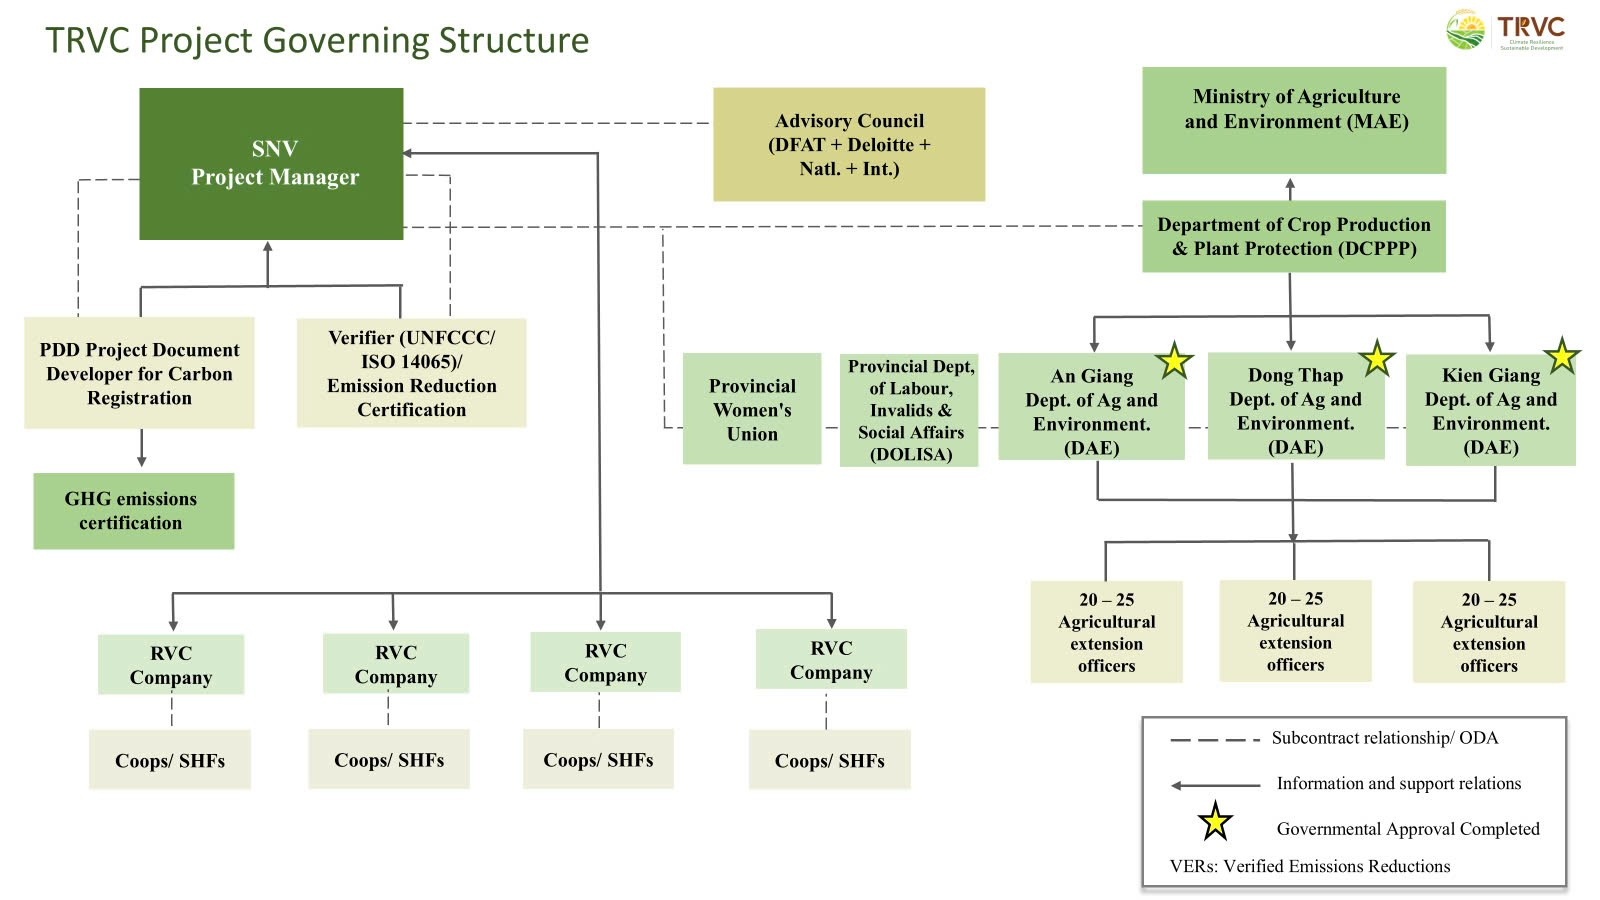 TRVC Project Governing Structure
TRVC
Climate Resilience
Sustainable Development
SNV
Project Manager
Advisory Council
(DFAT + Deloitte +
Natl. + Int.)
Ministry of Agriculture
and Environment (MAE)
Department of Crop Production
& Plant Protection (DCPPP)
PDD Project Document
Developer for Carbon
Registration
Verifier (UNFCCC/
ISO 14065)/
Emission Reduction
Certification
GHG emissions
certification
Provincial
Women's
Union
Provincial Dept,
of Labour,
Invalids &
Social Affairs
(DOLISA)
An Giang
Dept. of Ag and
Environment.
(DAE)
Dong Thap
Dept. of Ag and
Environment.
(DAE)
Kien Giang
Dept. of Ag and
Environment.
(DAE)
20 – 25
Agricultural
extension
officers
20 – 25
Agricultural
extension
officers
20 – 25
Agricultural
extension
officers
RVC
Company
RVC
Company
RVC
Company
RVC
Company
Coops/ SHFs
Coops/ SHFs
Coops/ SHFs
Coops/ SHFs
Subcontract relationship/ ODA
Information and support relations
Governmental Approval Completed
VERs: Verified Emissions Reductions